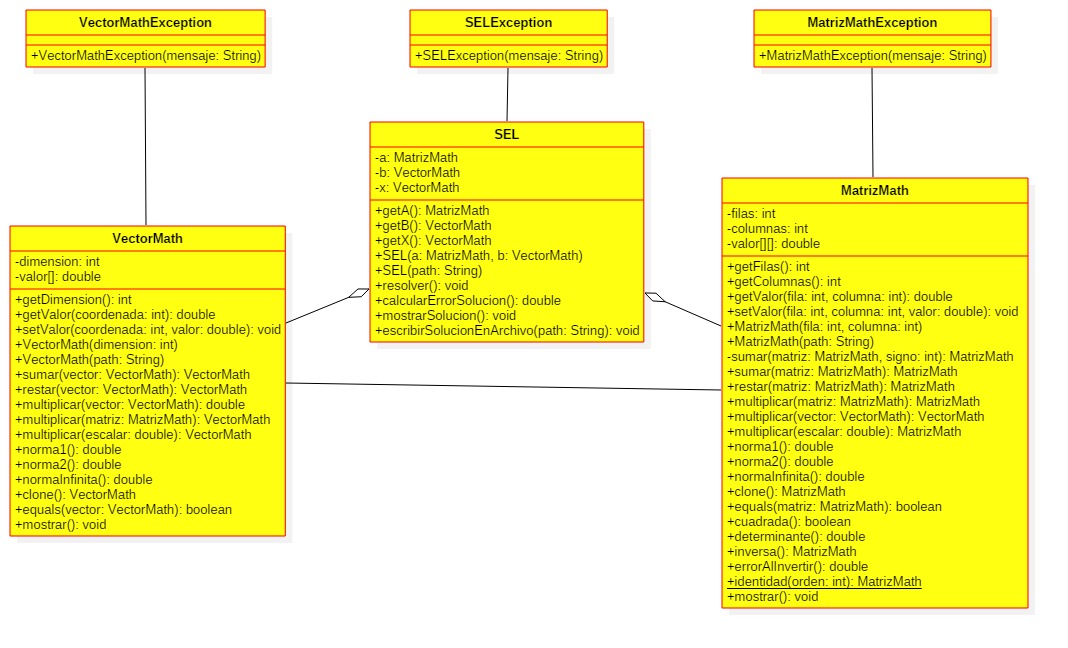 VectorMathException
+VectorMathException(mensaje: String)
SELException
+SELException(mensaje: String)
MatrizMathException
+MatrizMathException(mensaje: String)
SEL
-a: MatrizMath
-b: VectorMath
-x: VectorMath
+getA(): MatrizMath
+getB(): VectorMath
+getX(): VectorMath
+SEL(a: MatrizMath, b: VectorMath)
+SEL(path: String)
+resolver(): void
+calcularErrorSolucion(): double
+mostrarSolucion(): void
+escribirSolucionEnArchivo(path: String): void
VectorMath
-dimension: int
-valor[]: double
+getDimension(): int
+getValor(coordenada: int): double
+setValor(coordenada: int, valor: double): void
+VectorMath(dimension: int)
+VectorMath(path: String)
+sumar(vector: VectorMath): VectorMath
+restar(vector: VectorMath): VectorMath
+multiplicar(vector: VectorMath): double
+multiplicar(matriz: MatrizMath): VectorMath
+multiplicar(escalar: double): VectorMath
+norma1(): double
+norma2(): double
+normaInfinita(): double
+clone(): VectorMath
+equals(vector: VectorMath): boolean
+mostrar(): void
MatrizMath
-filas: int
-columnas: int
-valor[][]: double
+getFilas(): int
+getColumnas(): int
+getValor(fila: int, columna: int): double
+setValor(fila: int, columna: int, valor: double): void
+MatrizMath(fila: int, columna: int)
+MatrizMath(path: String)
-sumar(matriz: MatrizMath, signo: int): MatrizMath
+sumar(matriz: MatrizMath): MatrizMath
+restar(matriz: MatrizMath): MatrizMath
+multiplicar(matriz: MatrizMath): MatrizMath
+multiplicar(vector: VectorMath): VectorMath
+multiplicar(escalar: double): MatrizMath
+norma1(): double
+norma2(): double
+normaInfinita(): double
+clone(): MatrizMath
+equals(matriz: MatrizMath): boolean
+cuadrada(): boolean
+determinante(): double
+inversa(): MatrizMath
+errorAlInvertir(): double
+identidad(orden: int): MatrizMath
+mostrar(): void